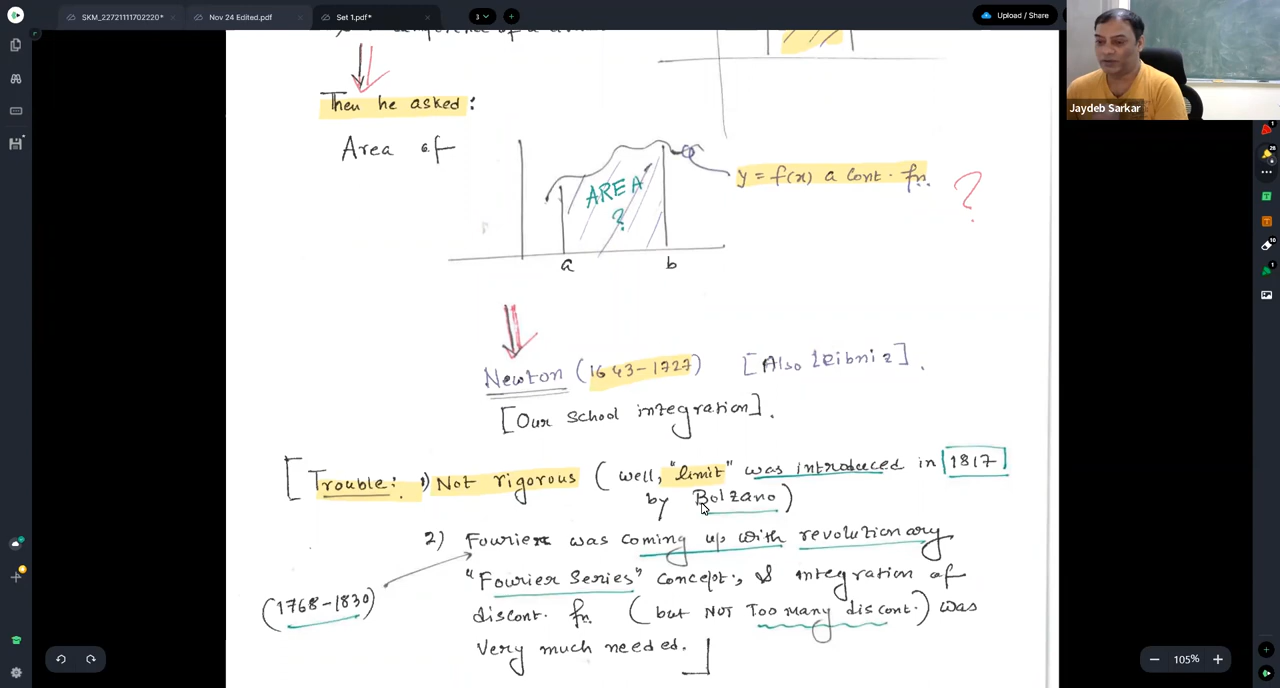 SKM_22721111702220*
Nov 24 Edited.pdf
Set 1.pdf*
Upload / Share
Jaydeb Sarkar
Then he asked:
Area of
AREA
?
y = f(x) a cont. fn.
?
a
b
Newton (1643-1727) [Also Leibniz].
[Our school integration].
[Trouble: 1) Not rigorous (well, "limit" was introduced in 1817
by Bolzano)
2) Fourier was coming up with revolutionary
"Fourier Series" concept, & integration of
(1768-1830)
discont. fn. (but NOT Too many discont.) was
very much needed.]
105%